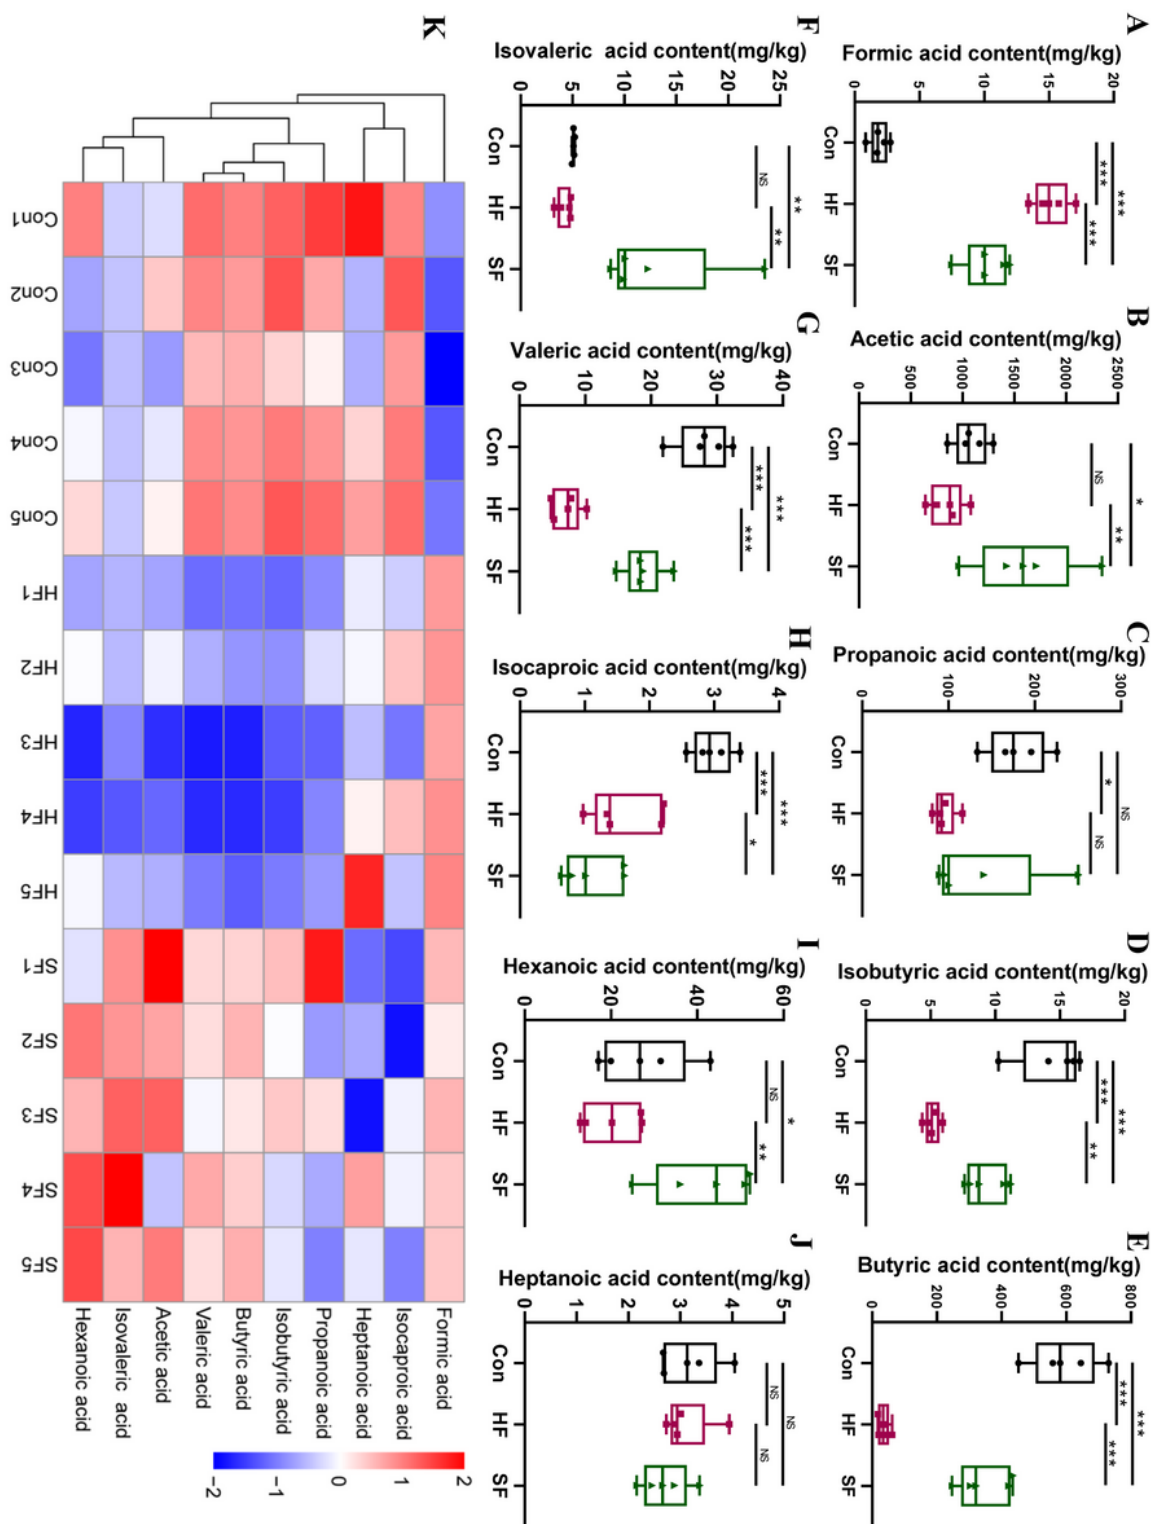 A
Formic acid content(mg/kg)
20
15
10
5
0
***
***
***
Con HF SF
B
Acetic acid content(mg/kg)
2500
2000
1500
1000
500
0
*
NS
**
Con HF SF
C
Propanoic acid content(mg/kg)
300
200
100
0
NS
*
NS
Con HF SF
D
Isobutyric acid content(mg/kg)
20
15
10
5
0
***
***
**
Con HF SF
E
Butyric acid content(mg/kg)
800
600
400
200
0
***
***
***
Con HF SF
F
Isovaleric acid content(mg/kg)
25
20
15
10
5
0
**
NS
**
Con HF SF
G
Valeric acid content(mg/kg)
40
30
20
10
0
***
***
***
Con HF SF
H
Isocaproic acid content(mg/kg)
4
3
2
1
0
***
***
*
Con HF SF
I
Hexanoic acid content(mg/kg)
60
40
20
0
*
NS
**
Con HF SF
J
Heptanoic acid content(mg/kg)
5
4
3
2
1
0
NS
NS
NS
Con HF SF
K
Formic acid
Isocaproic acid
Heptanoic acid
Propanoic acid
Isobutyric acid
Butyric acid
Valeric acid
Acetic acid
Isovaleric acid
Hexanoic acid
Con1
Con2
Con3
Con4
Con5
HF1
HF2
HF3
HF4
HF5
SF1
SF2
SF3
SF4
SF5
2
1
0
−1
−2